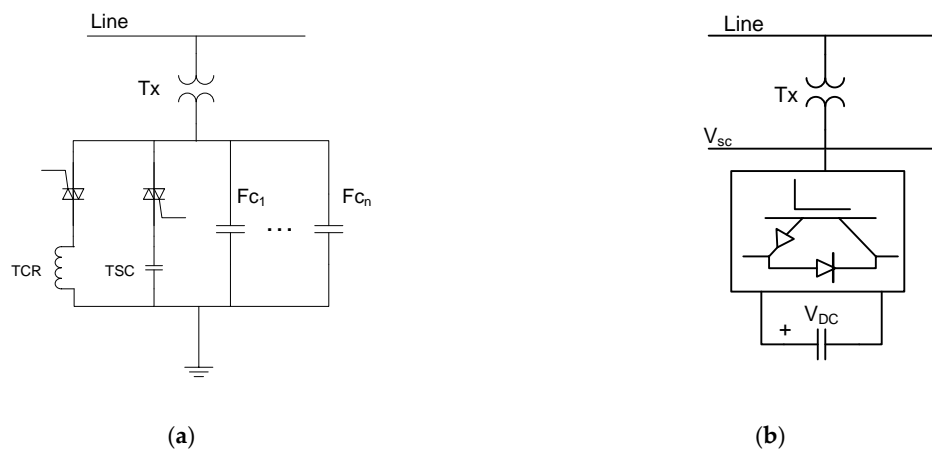 Line
Tx
Fc₁ ... Fcₙ
TCR
TSC
(a)
Line
Tx
Vsc
VDC
+
(b)